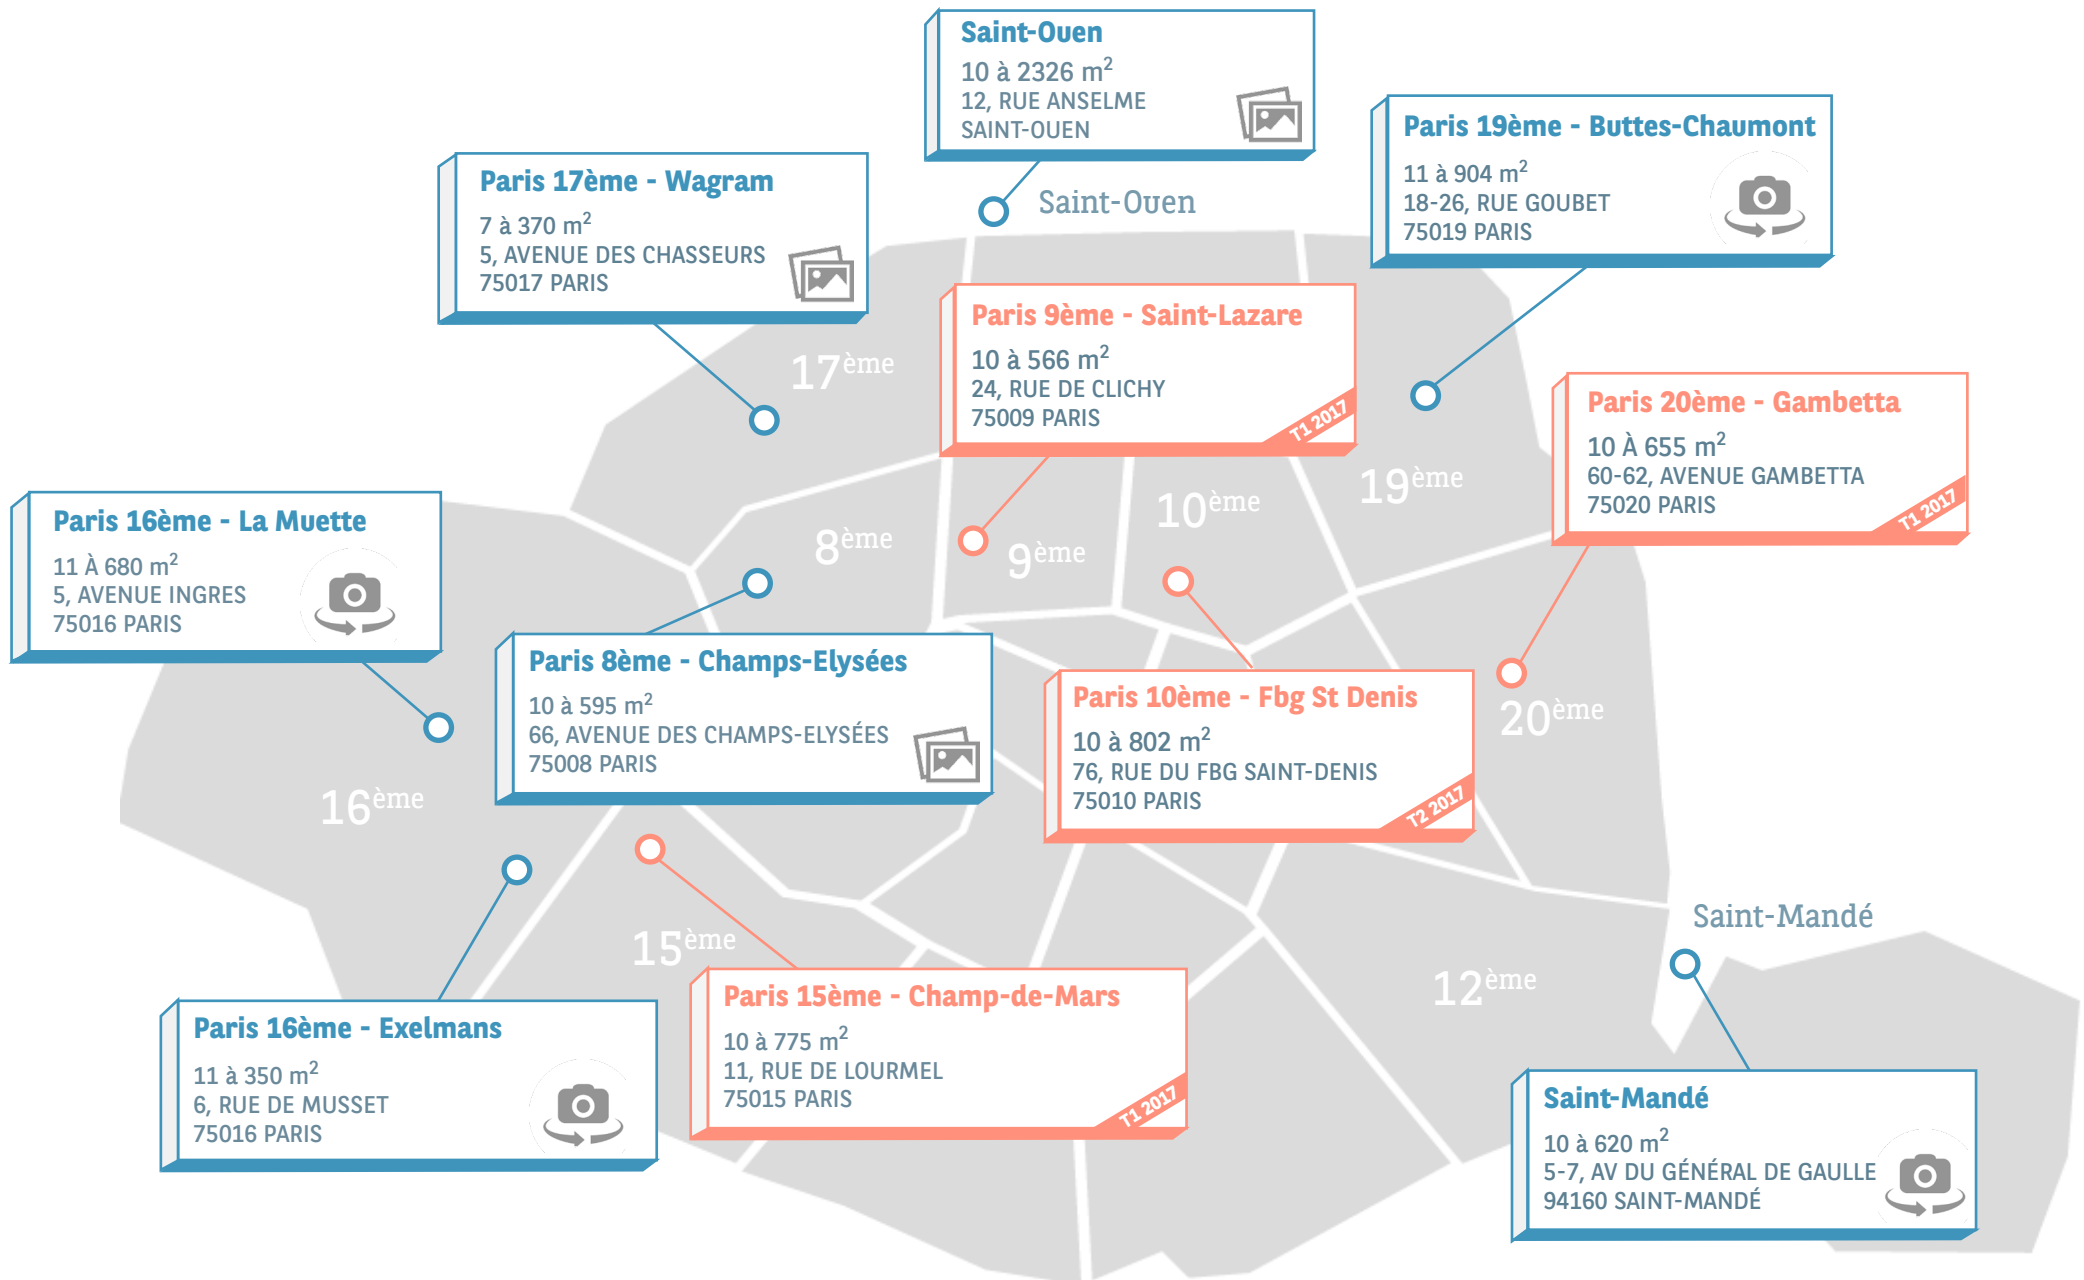 Saint-Ouen
10 à 2326 m²
12, RUE ANSELME
SAINT-OUEN
Saint-Ouen
Paris 19ème - Buttes-Chaumont
11 à 904 m²
18-26, RUE GOUBET
75019 PARIS
Paris 17ème - Wagram
7 à 370 m²
5, AVENUE DES CHASSEURS
75017 PARIS
17ème
Paris 9ème - Saint-Lazare
10 à 566 m²
24, RUE DE CLICHY
75009 PARIS
T1 2017
Paris 20ème - Gambetta
10 À 655 m²
60-62, AVENUE GAMBETTA
75020 PARIS
T1 2017
19ème
10ème
8ème
9ème
Paris 16ème - La Muette
11 À 680 m²
5, AVENUE INGRES
75016 PARIS
Paris 8ème - Champs-Elysées
10 à 595 m²
66, AVENUE DES CHAMPS-ELYSÉES
75008 PARIS
Paris 10ème - Fbg St Denis
10 à 802 m²
76, RUE DU FBG SAINT-DENIS
75010 PARIS
T2 2017
20ème
16ème
15ème
Saint-Mandé
12ème
Paris 16ème - Exelmans
11 à 350 m²
6, RUE DE MUSSET
75016 PARIS
Paris 15ème - Champ-de-Mars
10 à 775 m²
11, RUE DE LOURMEL
75015 PARIS
T1 2017
Saint-Mandé
10 à 620 m²
5-7, AV DU GÉNÉRAL DE GAULLE
94160 SAINT-MANDÉ